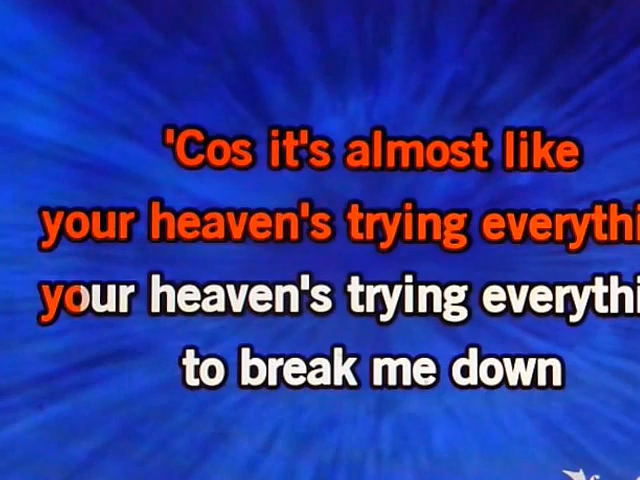 'Cos it's almost like
your heaven's trying everythi
your heaven's trying everythi
to break me down